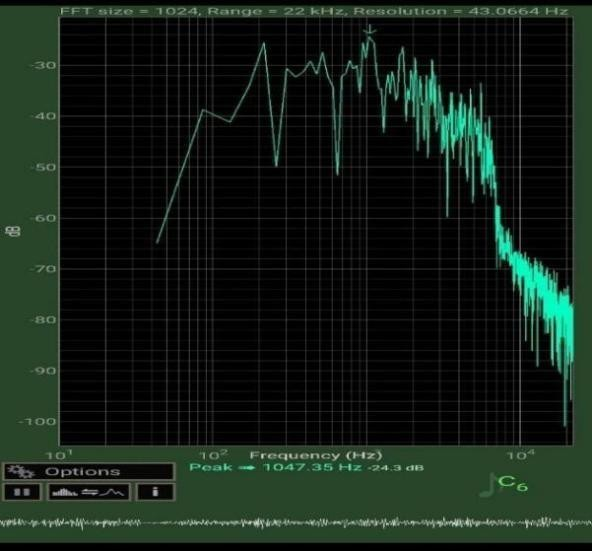 FFT size = 1024, Range = 22 kHz, Resolution = 43.0664 Hz
-30
-40
-50
-60
dB
-70
-80
-90
-100
10¹ 10² Frequency (Hz) 10⁴
Options
Peak ➡ 1047.35 Hz -24.3 dB
i
C₆